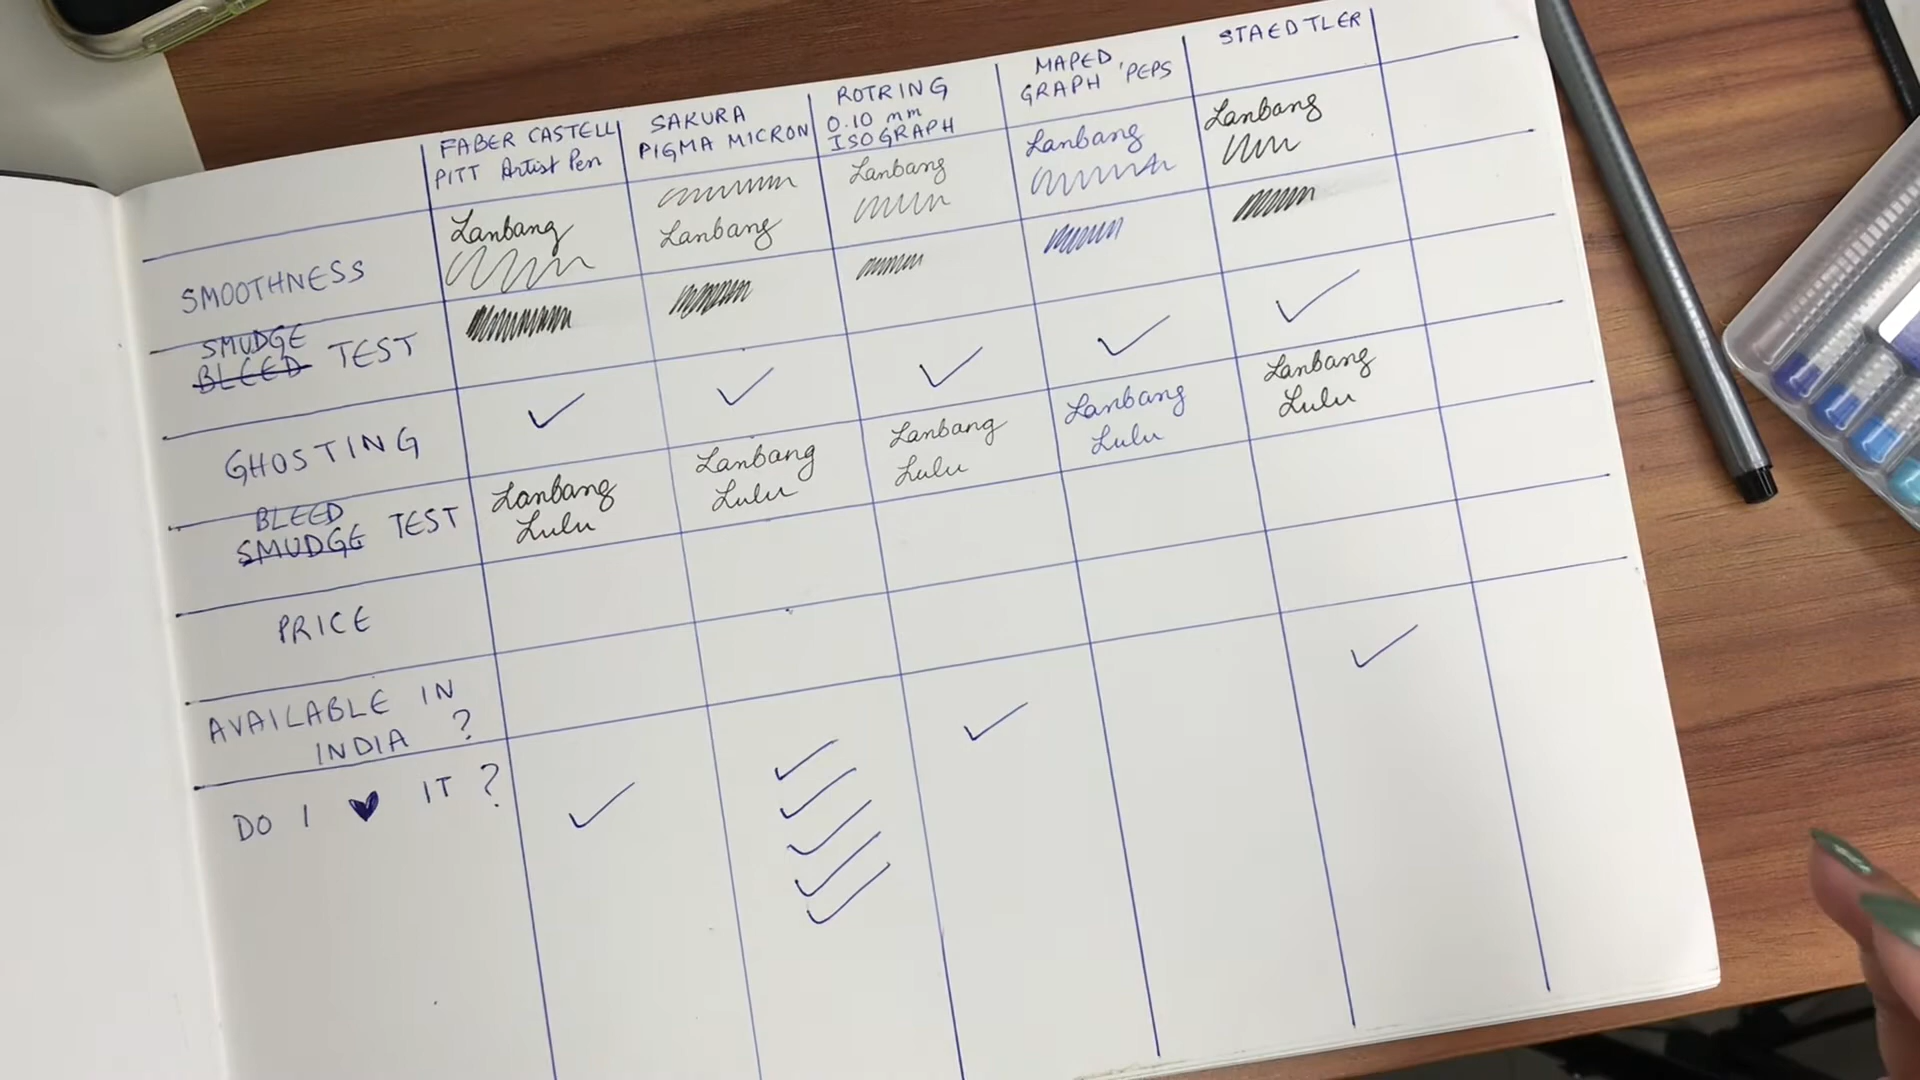 FABER CASTELL
PITT Artist Pen
SAKURA
PIGMA MICRON
ROTRING
0.10 mm
ISOGRAPH
MAPED
GRAPH 'PEPS
STAEDTLER
SMOOTHNESS
Lanbang
Lanbang
Lanbang
Lanbang
Lanbang
SMUDGE
BLEED TEST
GHOSTING
BLEED
SMUDGE TEST
Lanbang
Lulu
Lanbang
Lulu
Lanbang
Lulu
Lanbang
Lulu
Lanbang
Lulu
PRICE
AVAILABLE IN
INDIA ?
DO I ♥ IT ?